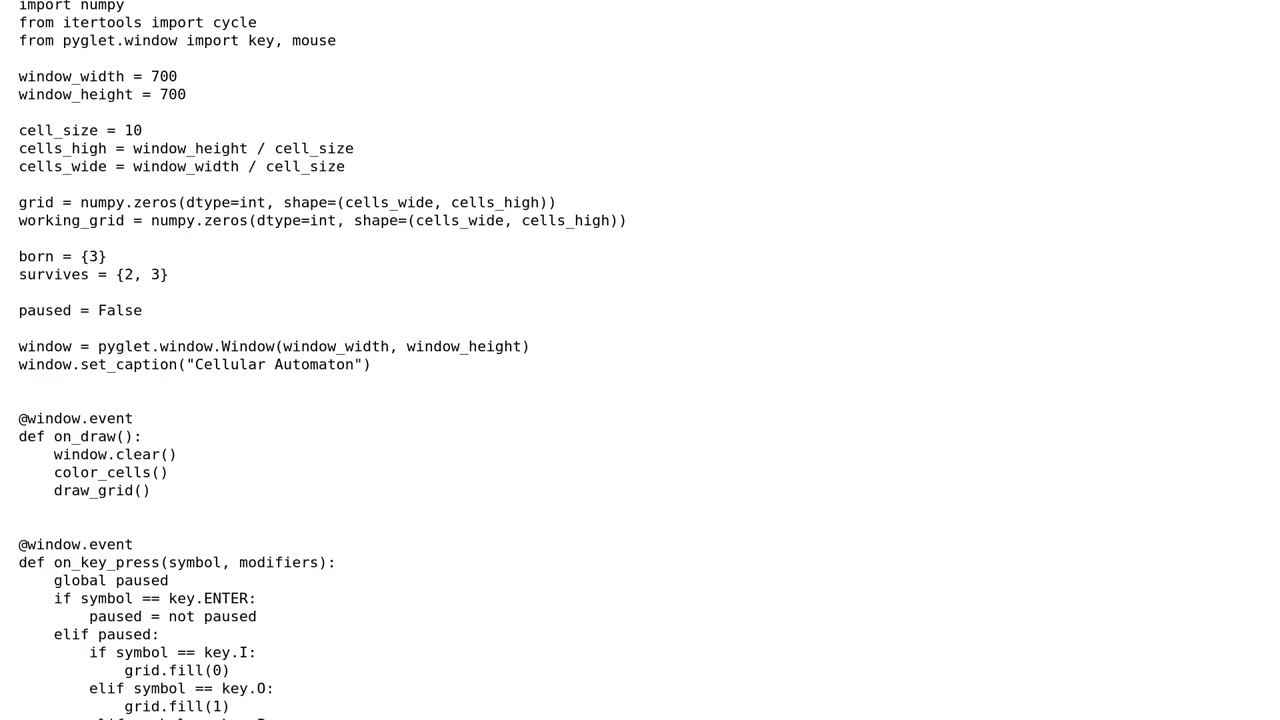 import numpy
from itertools import cycle
from pyglet.window import key, mouse

window_width = 700
window_height = 700

cell_size = 10
cells_high = window_height / cell_size
cells_wide = window_width / cell_size

grid = numpy.zeros(dtype=int, shape=(cells_wide, cells_high))
working_grid = numpy.zeros(dtype=int, shape=(cells_wide, cells_high))

born = {3}
survives = {2, 3}

paused = False

window = pyglet.window.Window(window_width, window_height)
window.set_caption("Cellular Automaton")


@window.event
def on_draw():
    window.clear()
    color_cells()
    draw_grid()


@window.event
def on_key_press(symbol, modifiers):
    global paused
    if symbol == key.ENTER:
        paused = not paused
    elif paused:
        if symbol == key.I:
            grid.fill(0)
        elif symbol == key.O:
            grid.fill(1)